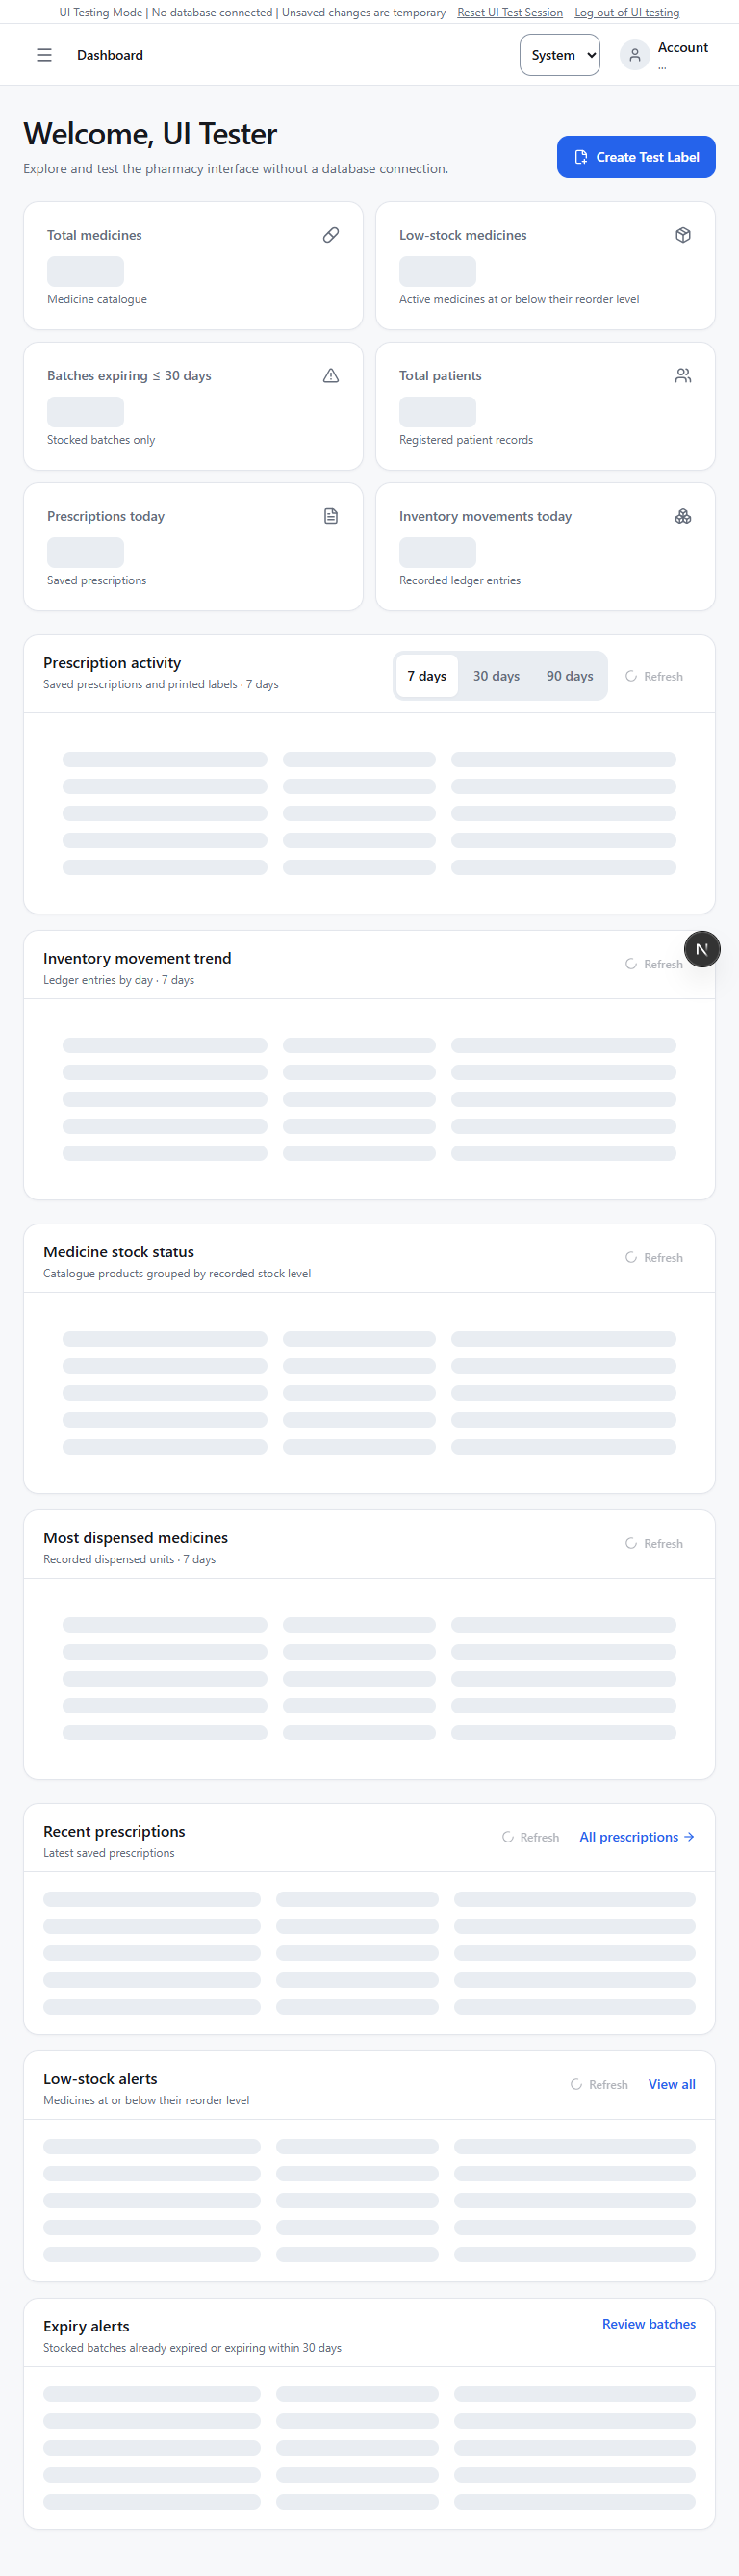 UI Testing Mode | No database connected | Unsaved changes are temporary Reset UI Test Session Log out of UI testing
Dashboard
System
Account
...
Welcome, UI Tester
Explore and test the pharmacy interface without a database connection.
Create Test Label
Total medicines
Medicine catalogue
Low-stock medicines
Active medicines at or below their reorder level
Batches expiring ≤ 30 days
Stocked batches only
Total patients
Registered patient records
Prescriptions today
Saved prescriptions
Inventory movements today
Recorded ledger entries
Prescription activity
Saved prescriptions and printed labels · 7 days
7 days 30 days 90 days
Refresh
Inventory movement trend
Ledger entries by day · 7 days
Refresh
N
Medicine stock status
Catalogue products grouped by recorded stock level
Refresh
Most dispensed medicines
Recorded dispensed units · 7 days
Refresh
Recent prescriptions
Latest saved prescriptions
Refresh
All prescriptions →
Low-stock alerts
Medicines at or below their reorder level
Refresh
View all
Expiry alerts
Stocked batches already expired or expiring within 30 days
Review batches